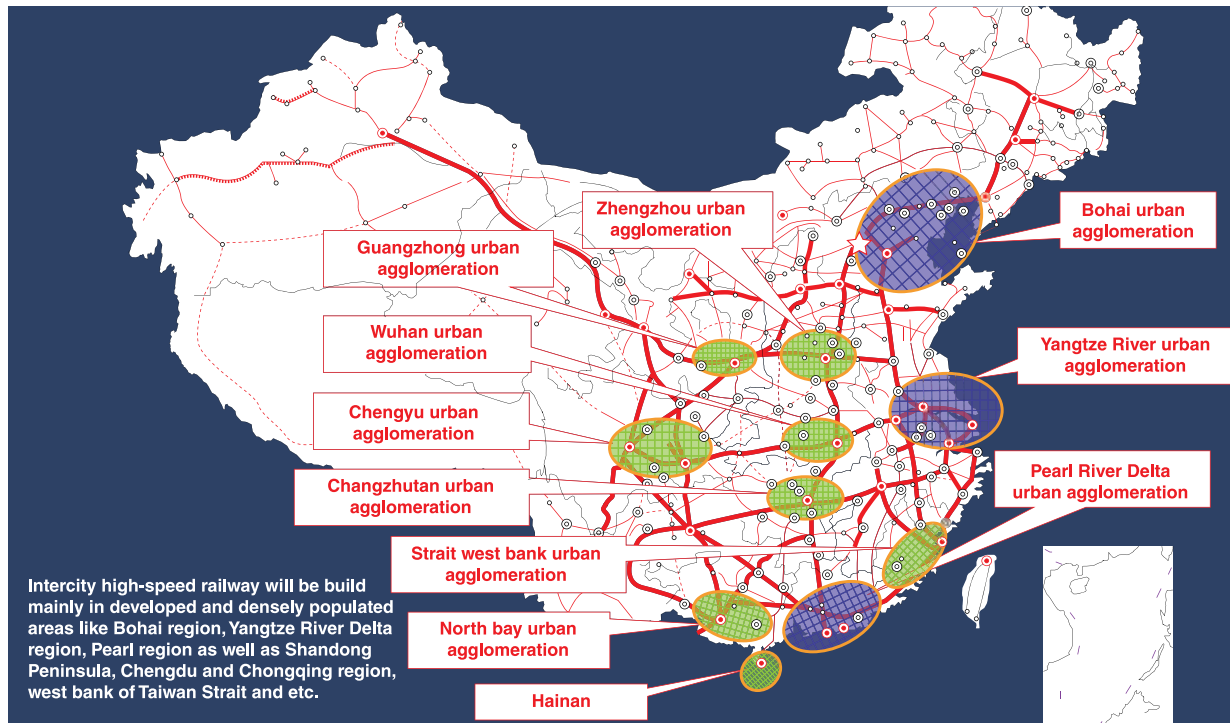 Zhengzhou urban
agglomeration
Bohai urban
agglomeration
Guangzhong urban
agglomeration
Wuhan urban
agglomeration
Yangtze River urban
agglomeration
Chengyu urban
agglomeration
Changzhutan urban
agglomeration
Pearl River Delta
urban agglomeration
Strait west bank urban
agglomeration
North bay urban
agglomeration
Hainan
Intercity high-speed railway will be build
mainly in developed and densely populated
areas like Bohai region, Yangtze River Delta
region, Pearl region as well as Shandong
Peninsula, Chengdu and Chongqing region,
west bank of Taiwan Strait and etc.